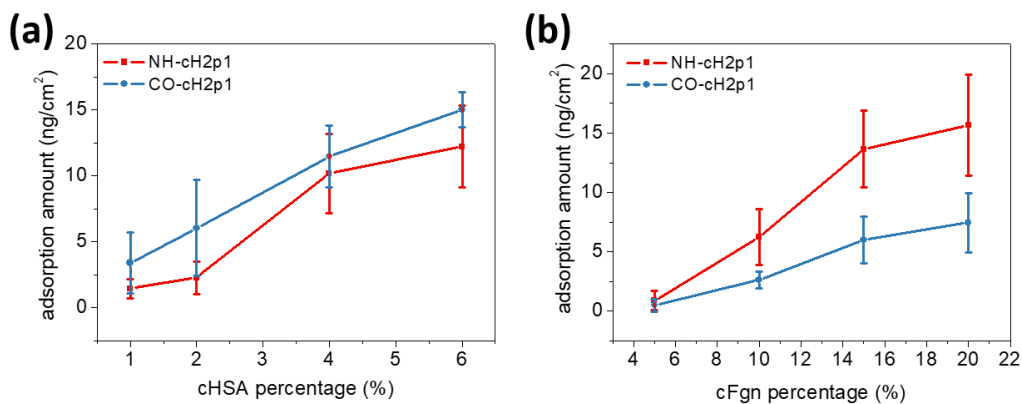 (a)
NH-cH2p1
CO-cH2p1
adsorption amount (ng/cm²)
20
15
10
5
0
1 2 3 4 5 6
cHSA percentage (%)
(b)
NH-cH2p1
CO-cH2p1
adsorption amount (ng/cm²)
20
15
10
5
0
4 6 8 10 12 14 16 18 20 22
cFgn percentage (%)